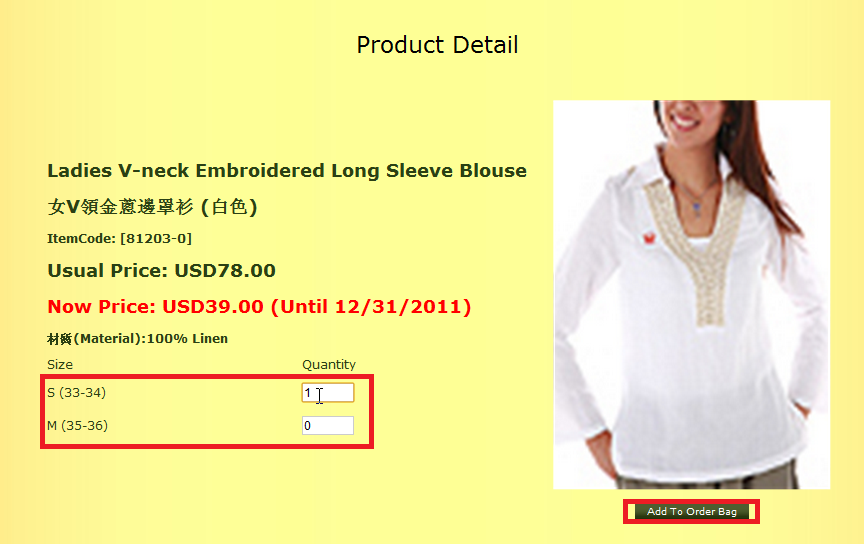 Product Detail
Ladies V-neck Embroidered Long Sleeve Blouse
女V領金蔥邊罩衫 (白色)
ItemCode: [81203-0]
Usual Price: USD78.00
Now Price: USD39.00 (Until 12/31/2011)
材質(Material):100% Linen
Size Quantity
S (33-34) 1
M (35-36) 0
Add To Order Bag